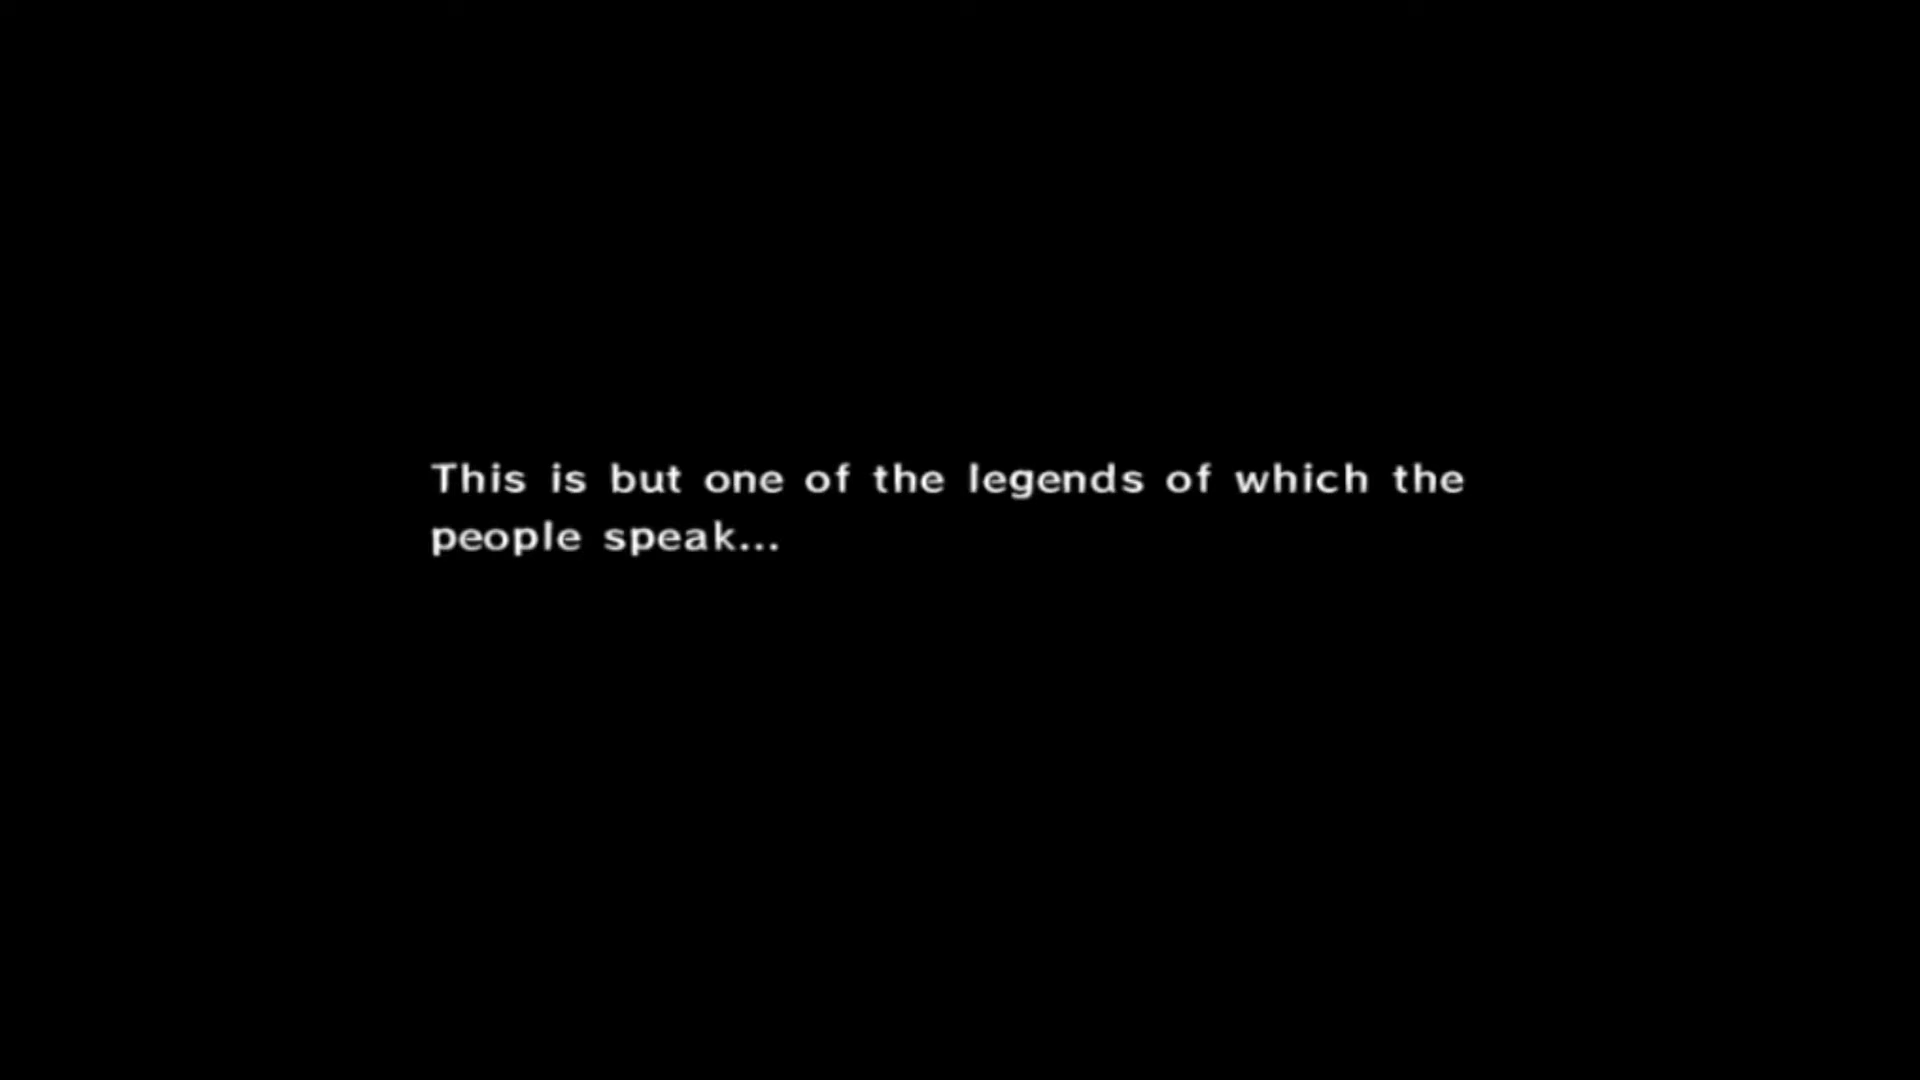 This is but one of the legends of which the
people speak...